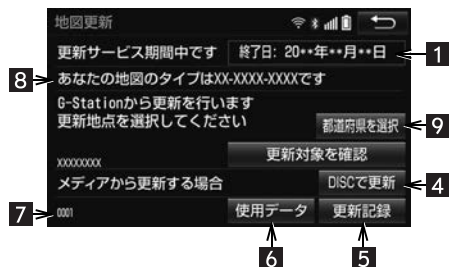 地図更新
更新サービス期間中です 終了日: 20**年**月**日 1
8 あなたの地図のタイプはXX-XXXX-XXXXです
G-Stationから更新を行います
更新地点を選択してください 都道府県を選択 9
XXXXXXXX 更新対象を確認
メディアから更新する場合 DISCで更新 4
7 0001 使用データ 更新記録
6 5